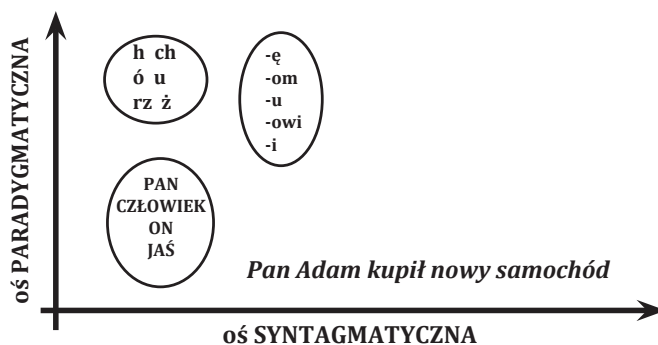 oś PARADYGMATYCZNA
h ch
ó u
rz ż
-ę
-om
-u
-owi
-i
PAN
CZŁOWIEK
ON
JAŚ
Pan Adam kupił nowy samochód
oś SYNTAGMATYCZNA